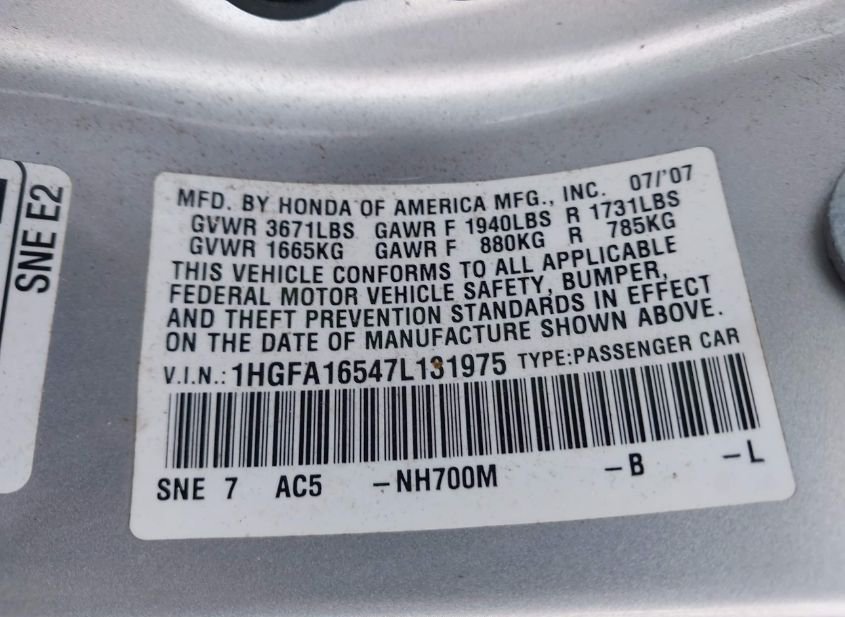 SNE E2
MFD. BY HONDA OF AMERICA MFG., INC. 07/'07
GVWR 3671LBS GAWR F 1940LBS R 1731LBS
GVWR 1665KG GAWR F 880KG R 785KG
THIS VEHICLE CONFORMS TO ALL APPLICABLE
FEDERAL MOTOR VEHICLE SAFETY, BUMPER,
AND THEFT PREVENTION STANDARDS IN EFFECT
ON THE DATE OF MANUFACTURE SHOWN ABOVE.
V.I.N.: 1HGFA16547L131975 TYPE:PASSENGER CAR
SNE 7 AC5 –NH700M –B –L